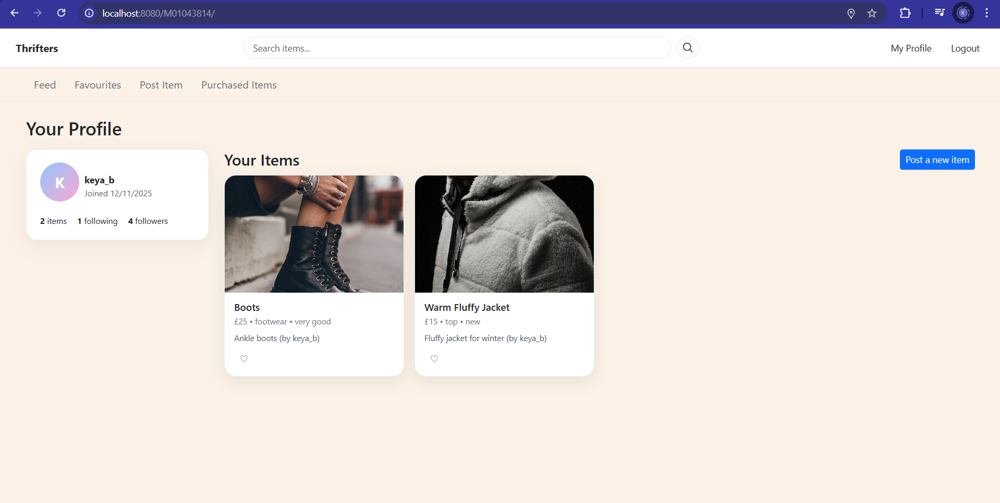 localhost:8080/M01043814/
K
Thrifters
Search items...
My Profile
Logout
Feed
Favourites
Post Item
Purchased Items
Your Profile
K
keya_b
Joined 12/11/2025
2 items 1 following 4 followers
Your Items
Post a new item
Boots
£25 • footwear • very good
Ankle boots (by keya_b)
Warm Fluffy Jacket
£15 • top • new
Fluffy jacket for winter (by keya_b)